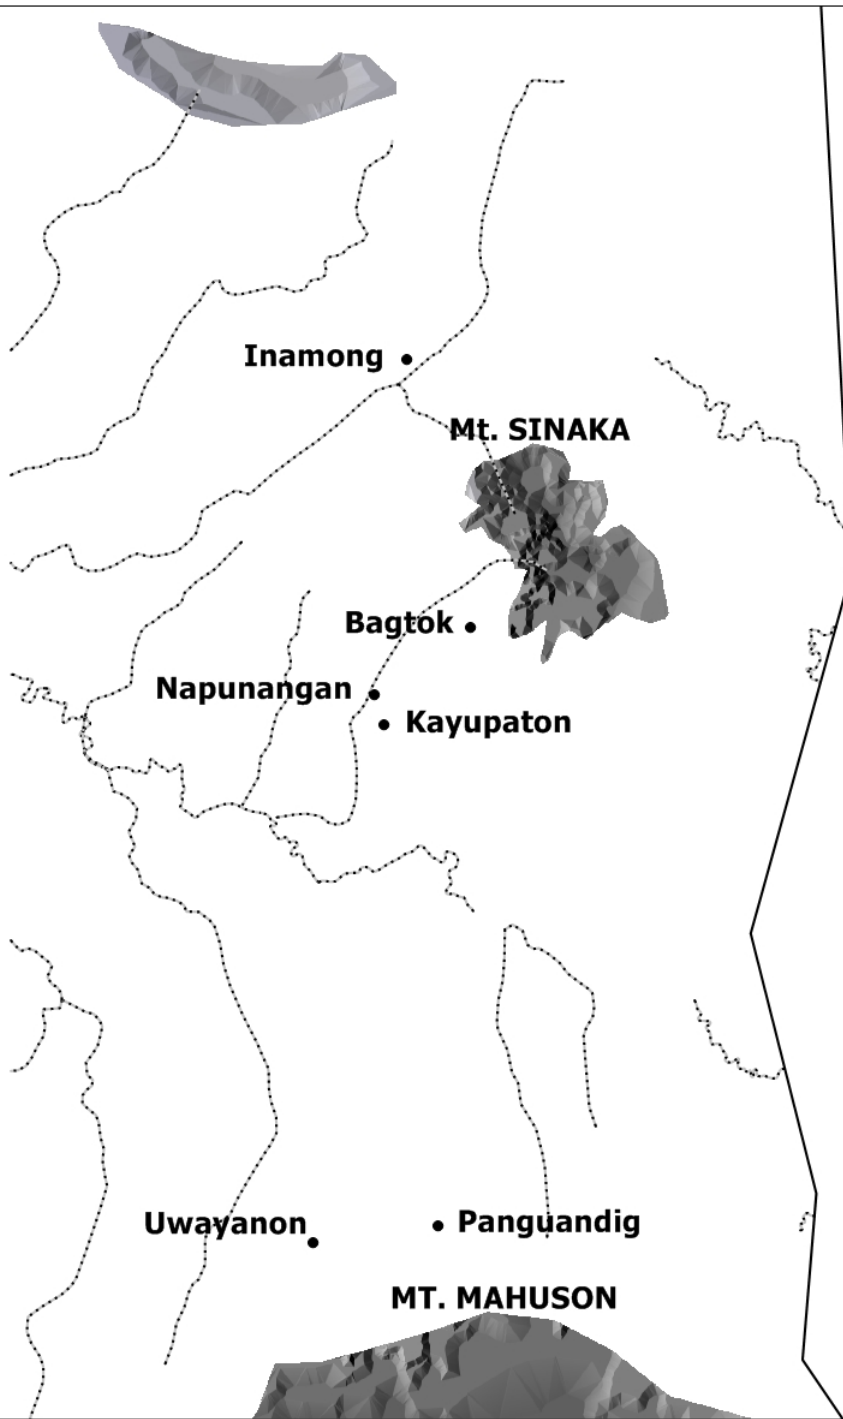 Inamong
Mt. SINAKA
Bagtok
Napunangan
Kayupaton
Uwayanon
Panguandig
MT. MAHUSON